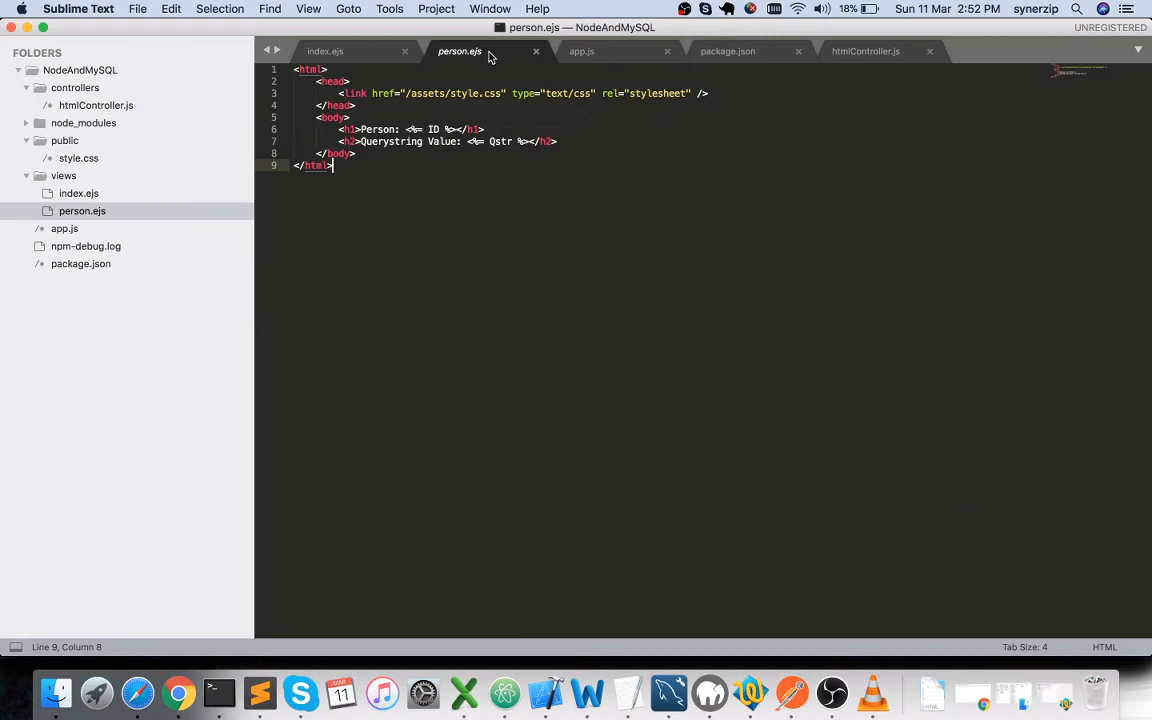 Sublime Text File Edit Selection Find View Goto Tools Project Window Help 18% Sun 11 Mar 2:52 PM synerzip
person.ejs — NodeAndMySQL UNREGISTERED
FOLDERS
NodeAndMySQL
controllers
/* htmlController.js
node_modules
public
/* style.css
views
index.ejs
person.ejs
/* app.js
npm-debug.log
/* package.json
index.ejs × person.ejs × app.js × package.json × htmlController.js ×
1 <html>
2 <head>
3 <link href="/assets/style.css" type="text/css" rel="stylesheet" />
4 </head>
5 <body>
6 <h1>Person: <%= ID %></h1>
7 <h2>Querystring Value: <%= Qstr %></h2>
8 </body>
9 </html>
Line 9, Column 8 Tab Size: 4 HTML
MAR
11